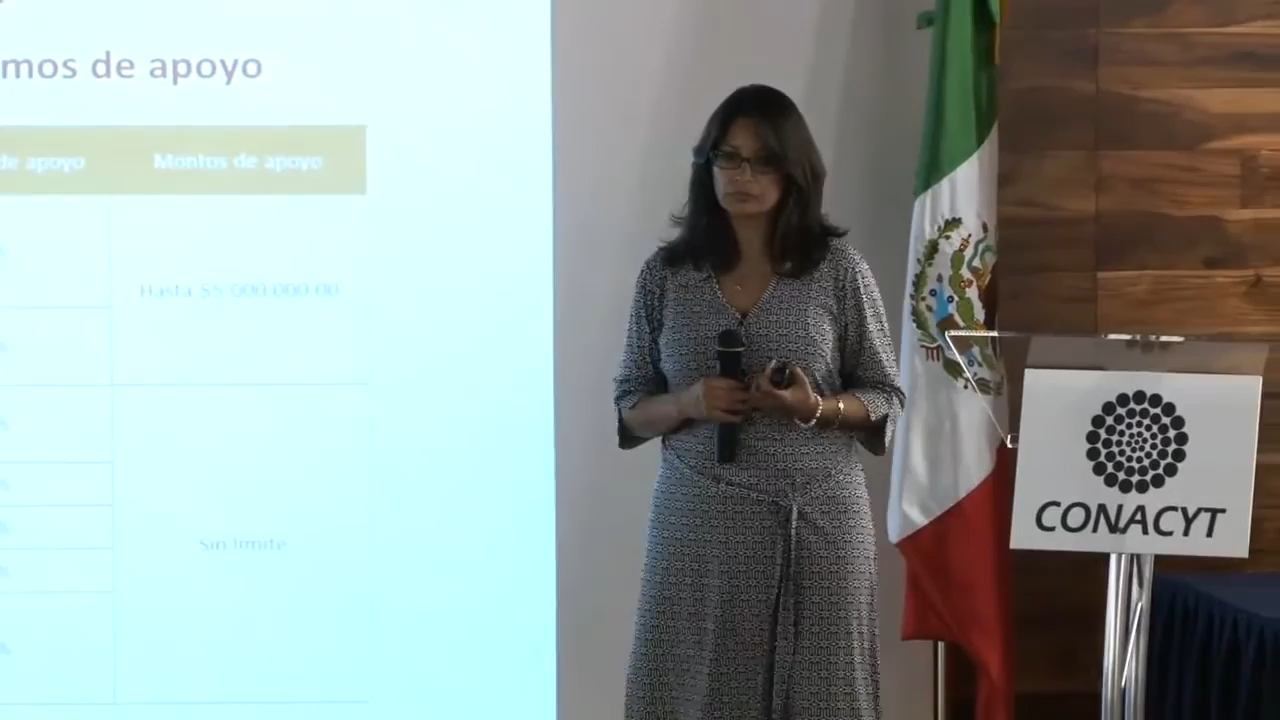 mos de apoyo
de apoyo
Montos de apoyo
Hasta $5,000,000.00
Sin límite
CONACYT